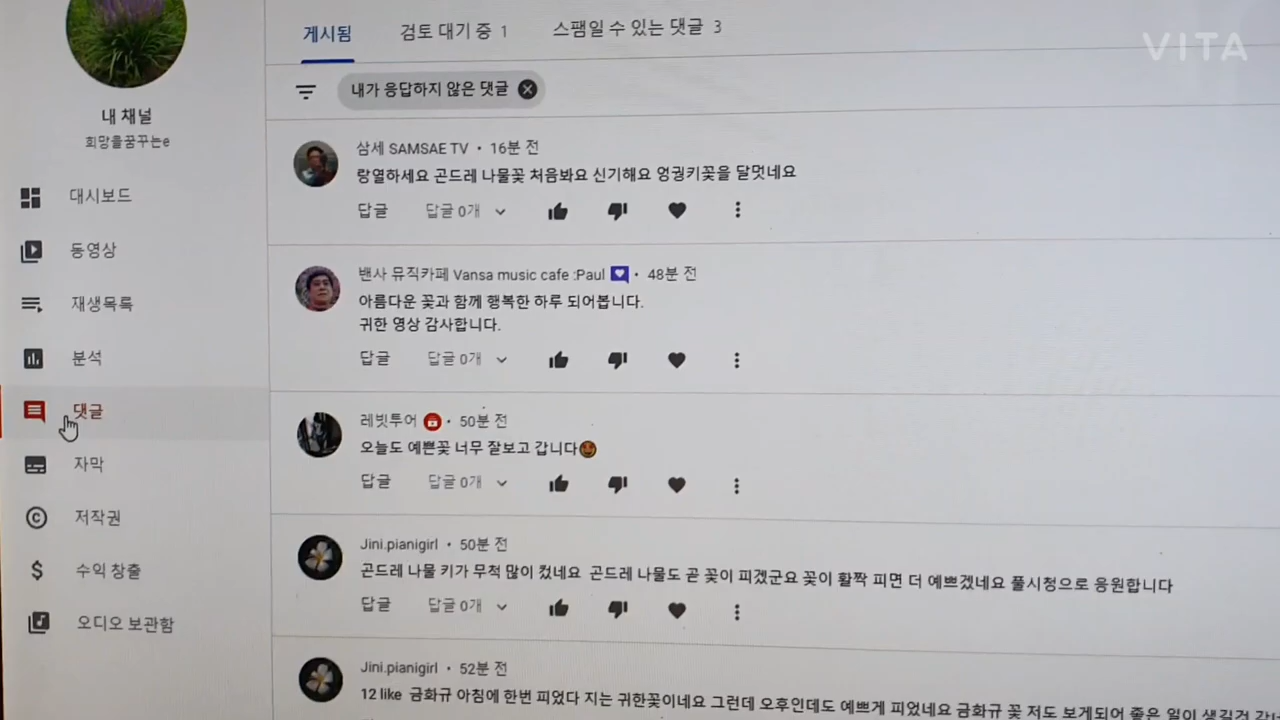 게시됨 검토 대기 중 1 스팸일 수 있는 댓글 3
VITA
내가 응답하지 않은 댓글
내 채널
희망을꿈꾸는e
대시보드
동영상
재생목록
분석
댓글
자막
저작권
수익 창출
오디오 보관함
삼세 SAMSAE TV • 16분 전
랑열하세요 곤드레 나물꽃 처음봐요 신기해요 엉궝키꽃을 달멋네요
답글 답글 0개
밴사 뮤직카페 Vansa music cafe :Paul • 48분 전
아름다운 꽃과 함께 행복한 하루 되어봅니다.
귀한 영상 감사합니다.
답글 답글 0개
레빗투어 • 50분 전
오늘도 예쁜꽃 너무 잘보고 갑니다
답글 답글 0개
Jini.pianigirl • 50분 전
곤드레 나물 키가 무척 많이 컸네요 곤드레 나물도 곧 꽃이 피겠군요 꽃이 활짝 피면 더 예쁘겠네요 풀시청으로 응원합니다
답글 답글 0개
Jini.pianigirl • 52분 전
12 like 금화규 아침에 한번 피었다 지는 귀한꽃이네요 그런데 오후인데도 예쁘게 피었네요 금화규 꽃 저도 보게되어 좋은 일이